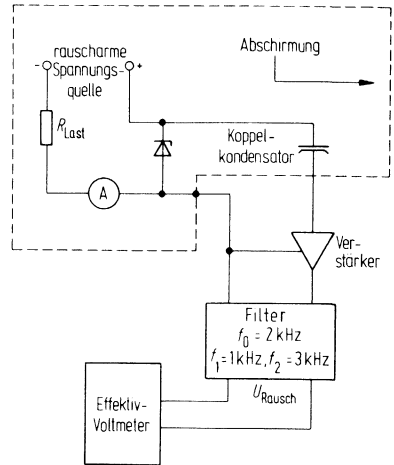 Abschirmung
rauscharme
Spannungs-
quelle
- +
R_Last
Koppel-
kondensator
A
Ver-
stärker
Filter
f_0 = 2 kHz
f_1 = 1 kHz, f_2 = 3 kHz
U_Rausch
Effektiv-
Voltmeter